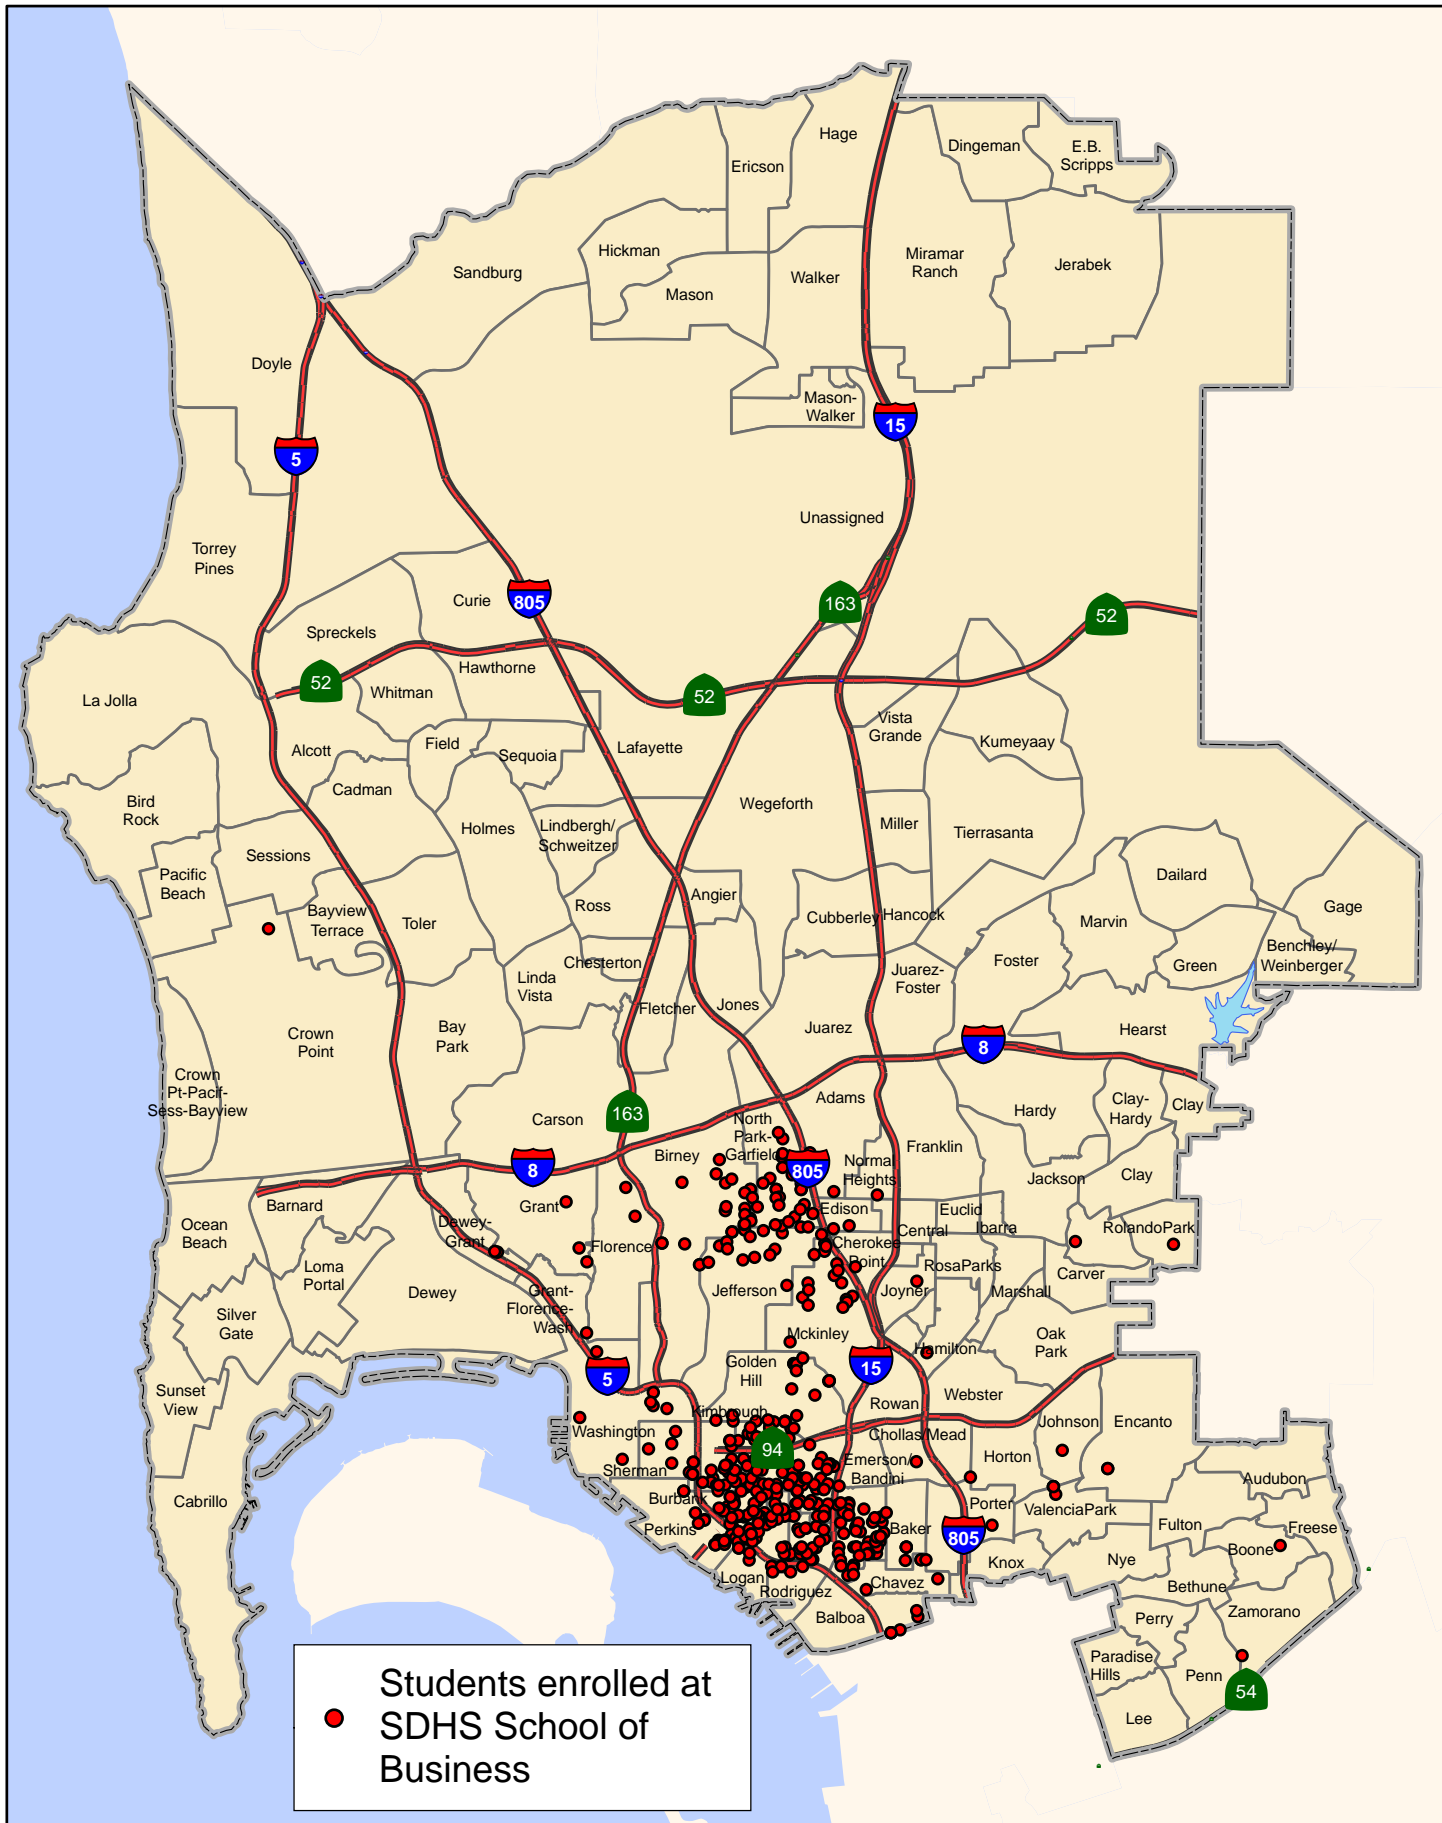 Hage
Dingeman
E.B.
Scripps
Ericson
Hickman
Sandburg
Mason
Walker
Miramar
Ranch
Jerabek
Doyle
Mason-
Walker
15
5
Unassigned
Torrey
Pines
Curie
805
163
52
Spreckels
Hawthorne
52
Whitman
52
La Jolla
Vista
Grande
Kumeyaay
Alcott
Field
Sequoia
Lafayette
Cadman
Bird
Rock
Wegeforth
Holmes
Lindbergh/
Schweitzer
Miller
Tierrasanta
Sessions
Pacific
Beach
Dailard
Angier
Gage
Bayview
Terrace
Toler
Ross
Cubberley
Hancock
Marvin
Benchley/
Weinberger
Chesterton
Foster
Green
Linda
Vista
Juarez-
Foster
Fletcher
Jones
Crown
Point
Bay
Park
Juarez
Hearst
8
Crown
Pt-Pacif-
Sess-Bayview
Carson
163
Adams
Hardy
Clay-
Hardy
Clay
North
Park-
Garfield
Birney
8
805
Normal
Heights
Franklin
Jackson
Clay
Barnard
Grant
Edison
Euclid
Ibarra
Central
RolandoPark
Ocean
Beach
Dewey-
Grant
Florence
Cherokee
Point
RosaParks
Carver
Loma
Portal
Dewey
Grant-
Florence-
Wash
Jefferson
Joyner
Marshall
Silver
Gate
Mckinley
Hamilton
Oak
Park
Golden
Hill
15
5
Sunset
View
Webster
Rowan
Kimbrough
Washington
Chollas/Mead
Johnson
Encanto
94
Horton
Sherman
Emerson/
Bandini
Audubon
Cabrillo
Burbank
Porter
ValenciaPark
Perkins
Baker
805
Fulton
Freese
Boone
Knox
Nye
Logan
Rodriguez
Chavez
Bethune
Balboa
Perry
Zamorano
Paradise
Hills
Penn
54
Lee
Students enrolled at
SDHS School of
Business